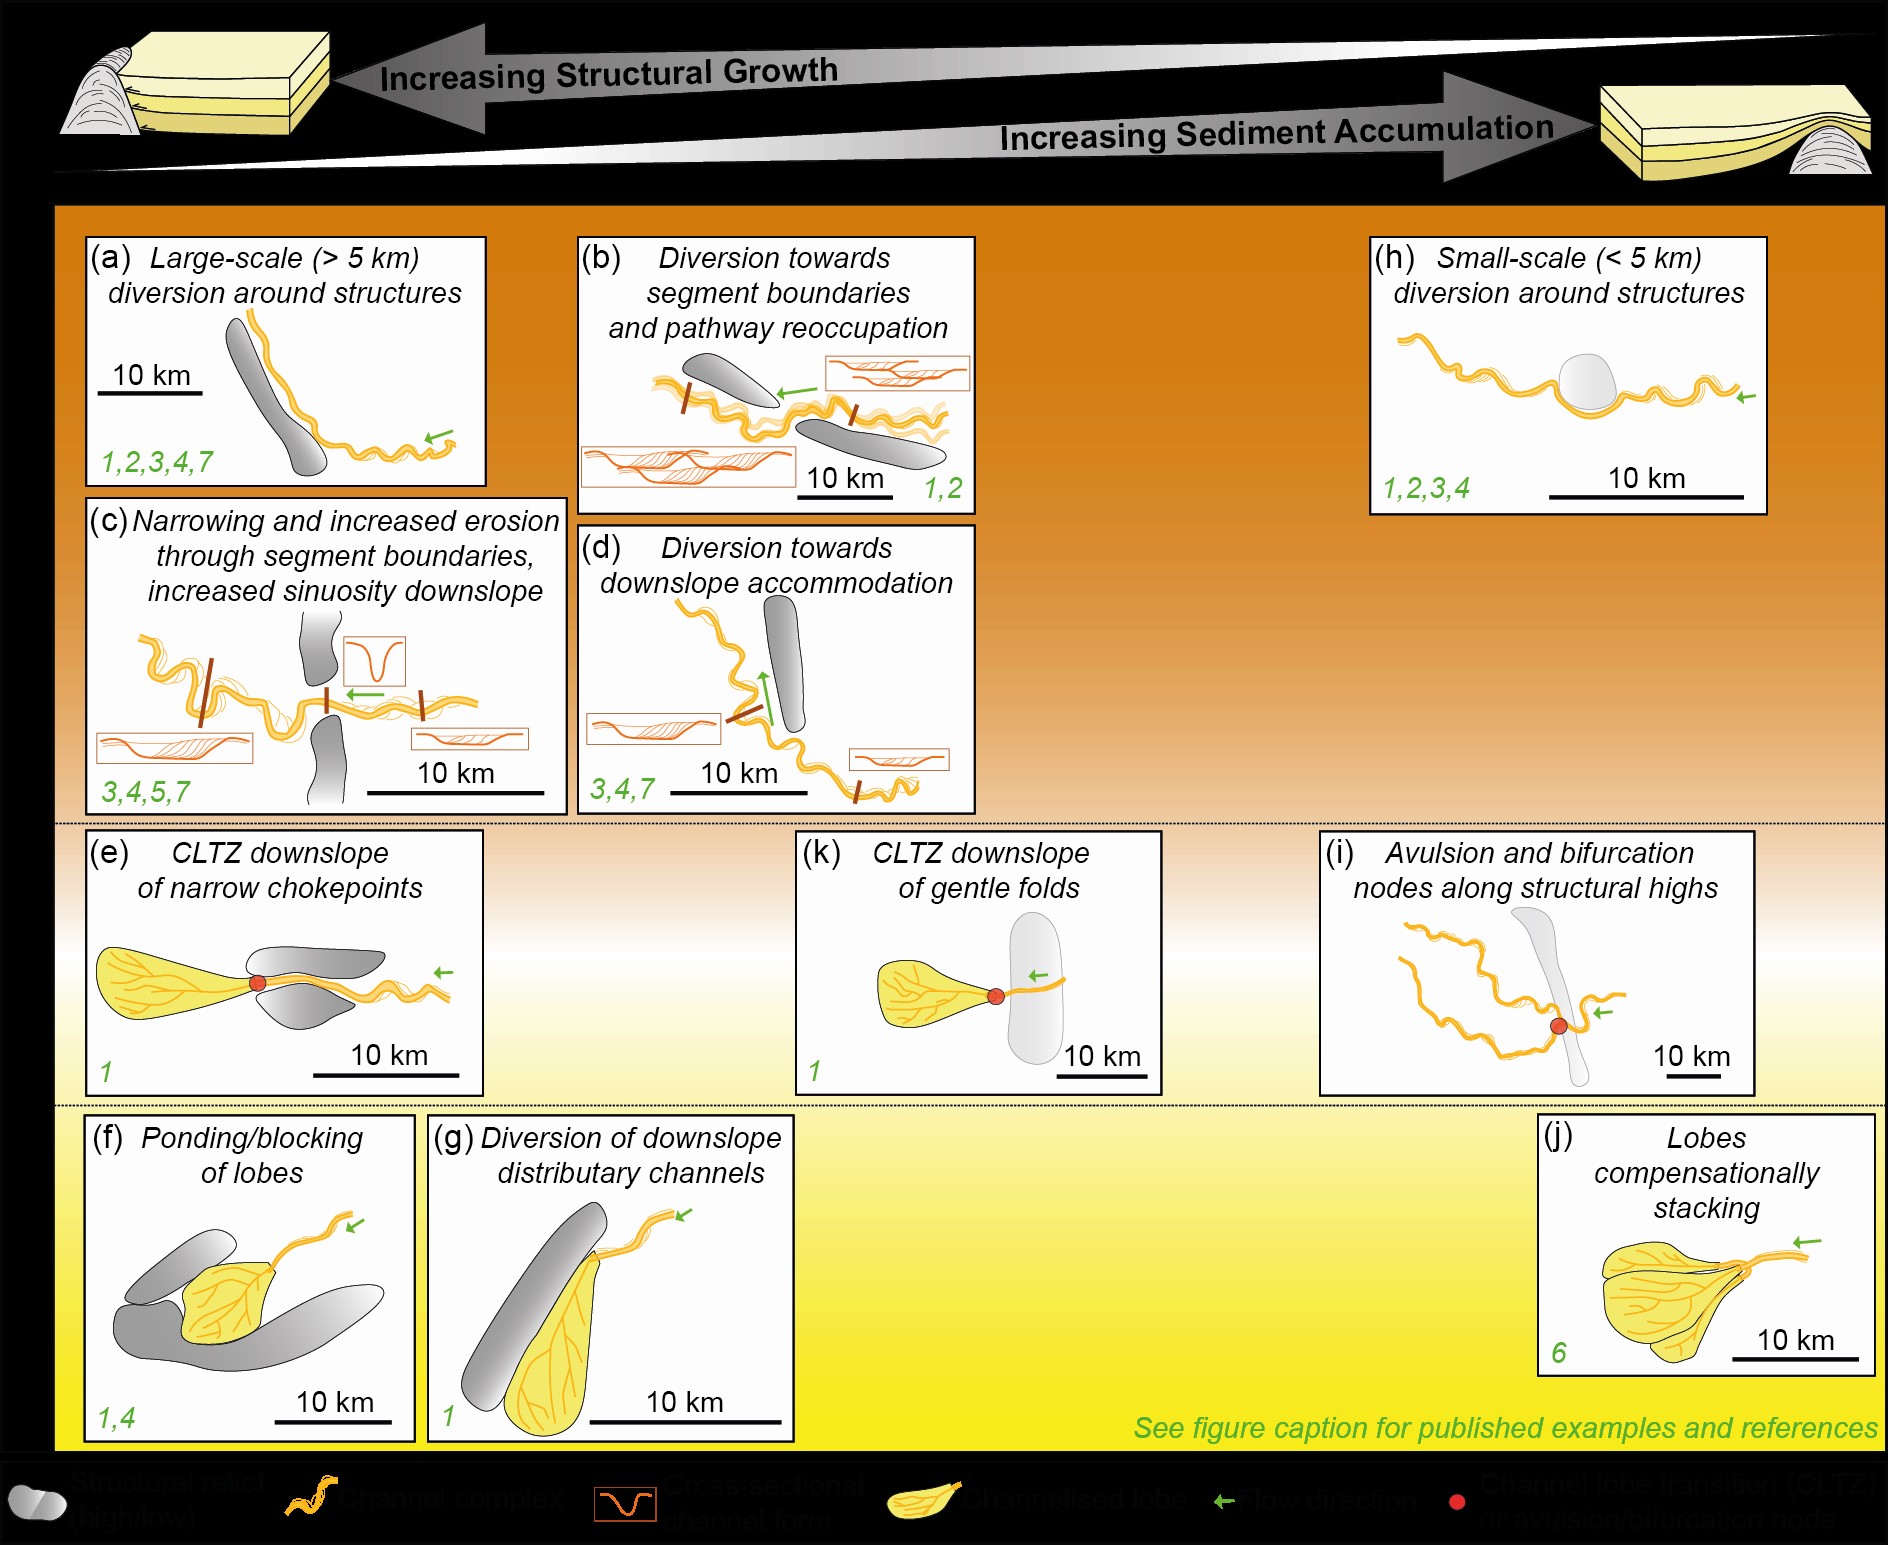 Increasing Structural Growth
Increasing Sediment Accumulation
(a) Large-scale (> 5 km)
diversion around structures
10 km
1,2,3,4,7
(b) Diversion towards
segment boundaries
and pathway reoccupation
10 km
1,2
(h) Small-scale (< 5 km)
diversion around structures
1,2,3,4
10 km
(c) Narrowing and increased erosion
through segment boundaries,
increased sinuosity downslope
10 km
3,4,5,7
(d) Diversion towards
downslope accommodation
10 km
3,4,7
(e) CLTZ downslope
of narrow chokepoints
10 km
1
(k) CLTZ downslope
of gentle folds
10 km
1
(i) Avulsion and bifurcation
nodes along structural highs
10 km
(f) Ponding/blocking
of lobes
10 km
1,4
(g) Diversion of downslope
distributary channels
10 km
1
(j) Lobes
compensationally
stacking
10 km
6
See figure caption for published examples and references
Structural relief
(high/low)
Channel complex
Cross-sectional
channel form
Channelised lobe
Flow direction
Channel lobe transition (CLTZ)
or avulsion/bifurcation node